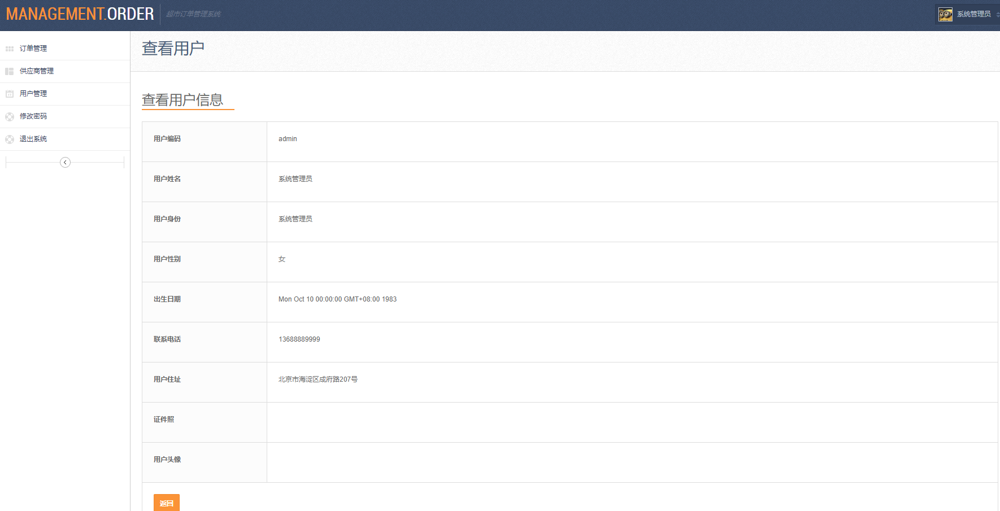 MANAGEMENT.ORDER 超市订单管理系统 系统管理员
订单管理
供应商管理
用户管理
修改密码
退出系统
查看用户
查看用户信息
用户编码 admin
用户姓名 系统管理员
用户身份 系统管理员
用户性别 女
出生日期 Mon Oct 10 00:00:00 GMT+08:00 1983
联系电话 13688889999
用户住址 北京市海淀区成府路207号
证件照
用户头像
返回